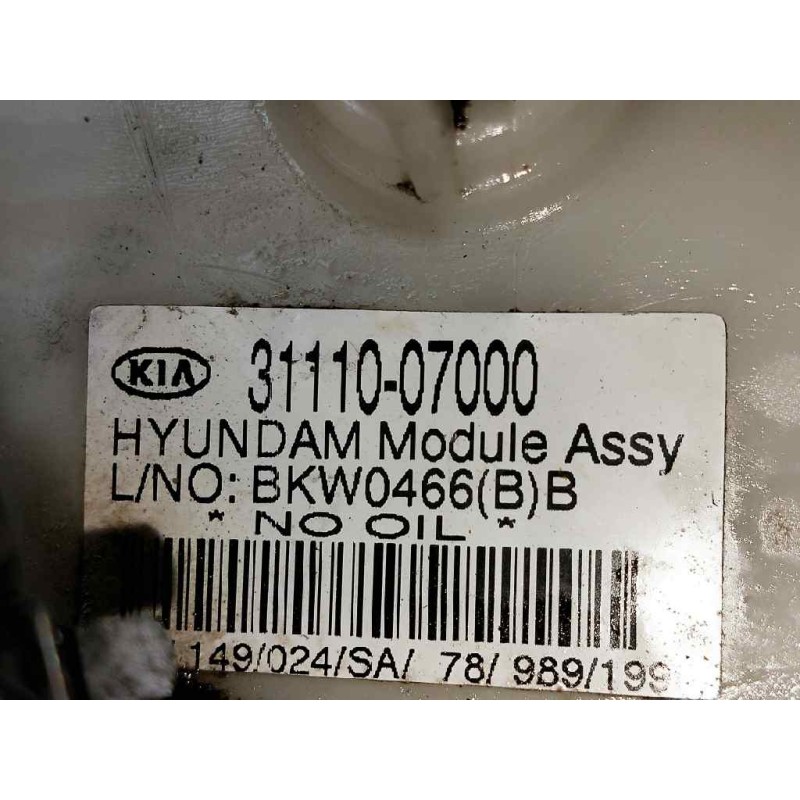 KIA 31110-07000
HYUNDAM Module Assy
L/NO: BKW0466(B)B
* NO OIL *
149/024/SA/ 78/ 989/199